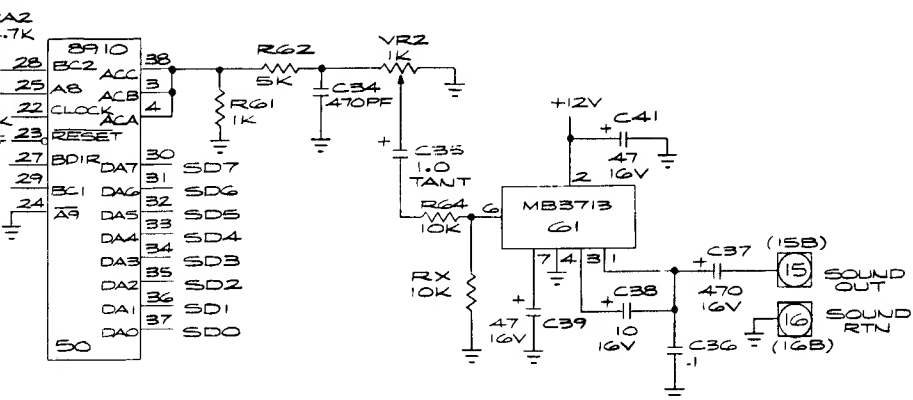 .7K
8910
28 BC2
25 A8
22 CLOCK
23 RESET
27 BDIR
29 BC1
24 A9
ACC 38
ACB 3
ACA 4
DA7 30 SD7
DA6 31 SD6
DA5 32 SD5
DA4 33 SD4
DA3 34 SD3
DA2 35 SD2
DA1 36 SD1
DA0 37 SD0
50
R62
5K
R61
1K
C34
470PF
VR2
1K
+ C35
1.0
TANT
R64
10K
RX
10K
+12V
+ C41
47
16V
2
MB3713
61
6
7 4 3 1
+ C39
47
16V
+ C38
10
16V
+ C37
470
16V
C36
.1
(15B)
15
SOUND
OUT
16
SOUND
RTN
(16B)